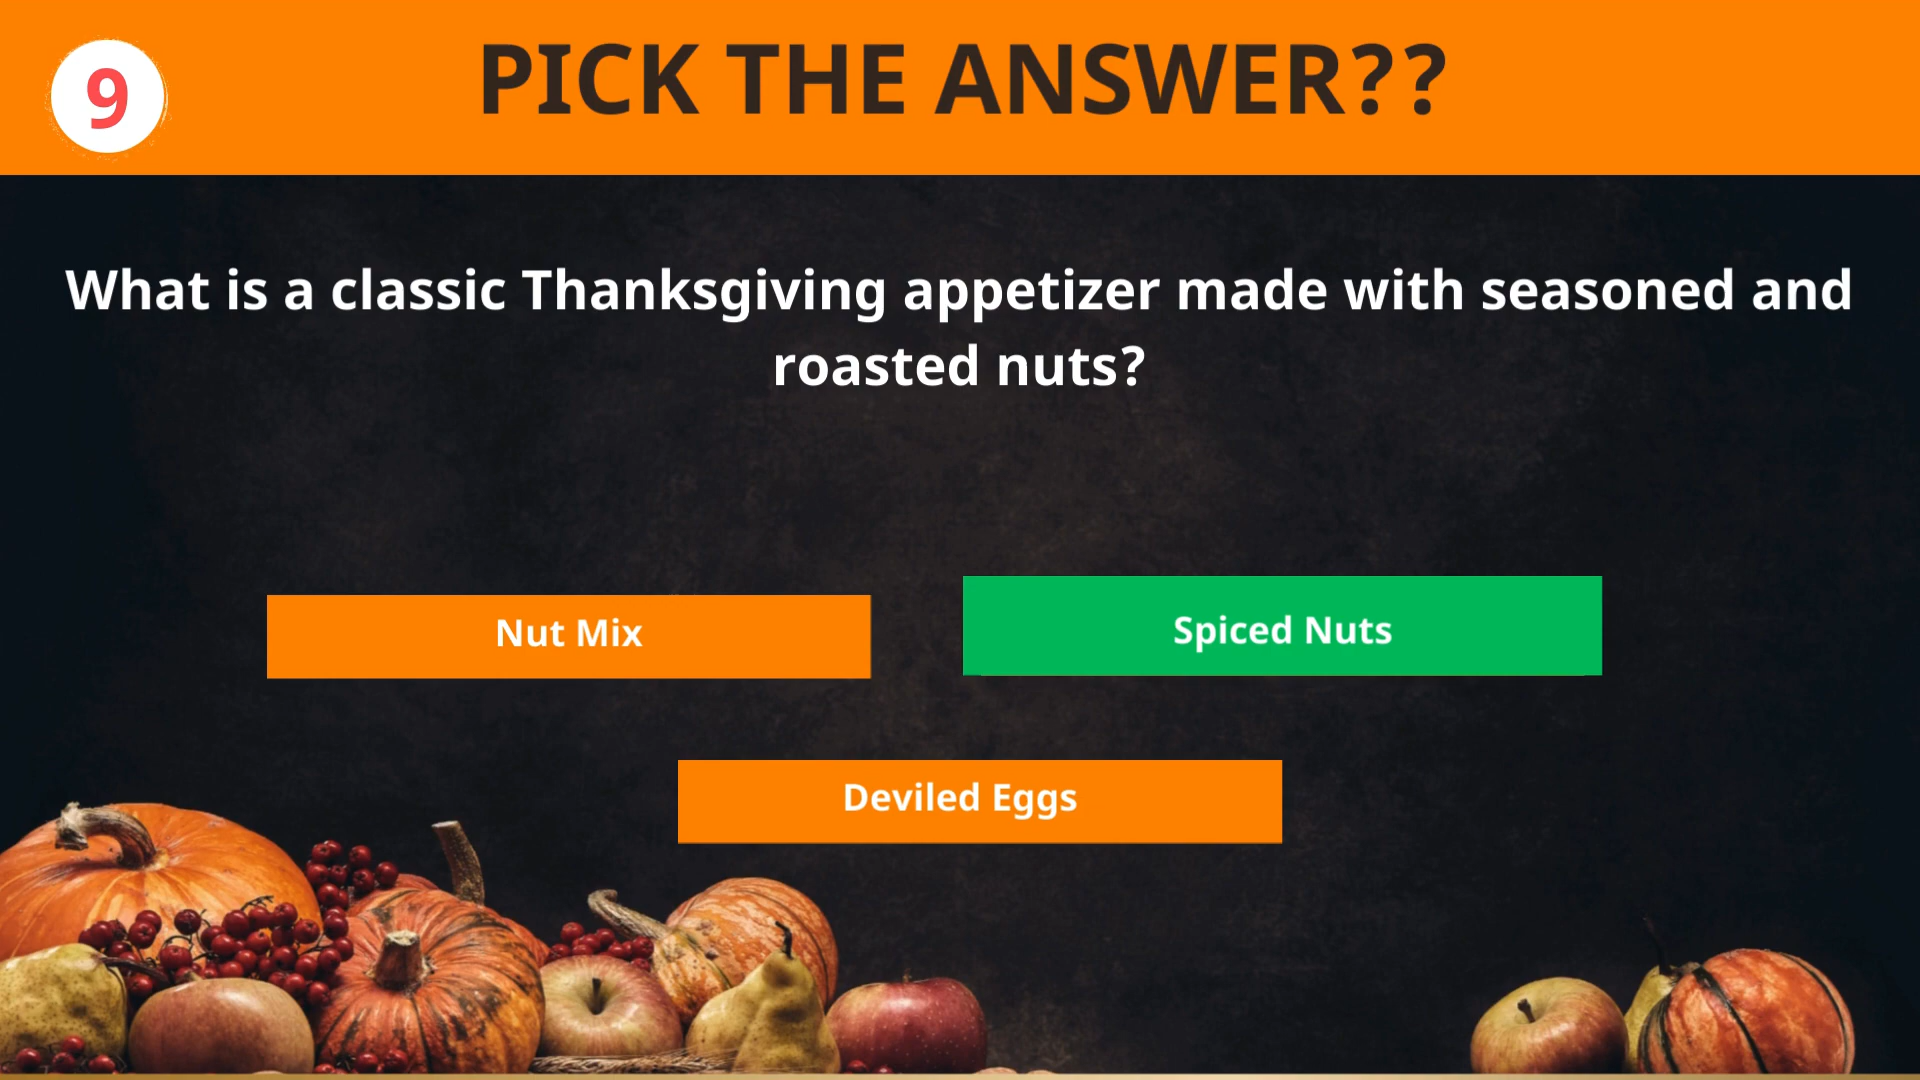 9
PICK THE ANSWER??
What is a classic Thanksgiving appetizer made with seasoned and
roasted nuts?
Nut Mix
Spiced Nuts
Deviled Eggs